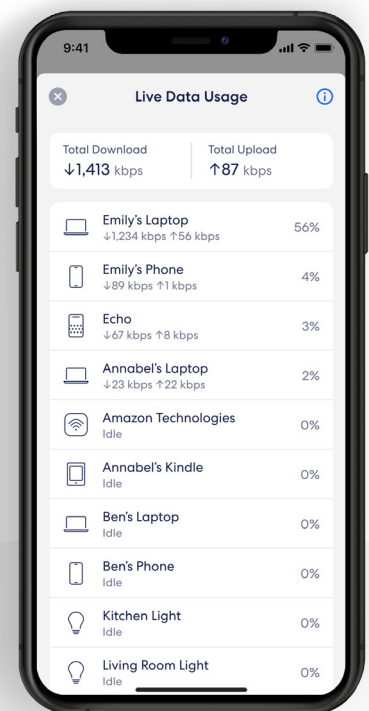 9:41
Live Data Usage
Total Download
↓1,413 kbps
Total Upload
↑87 kbps
Emily's Laptop
↓1,234 kbps ↑56 kbps
56%
Emily's Phone
↓89 kbps ↑1 kbps
4%
Echo
↓67 kbps ↑8 kbps
3%
Annabel's Laptop
↓23 kbps ↑22 kbps
2%
Amazon Technologies
Idle
0%
Annabel's Kindle
Idle
0%
Ben's Laptop
Idle
0%
Ben's Phone
Idle
0%
Kitchen Light
Idle
0%
Living Room Light
Idle
0%